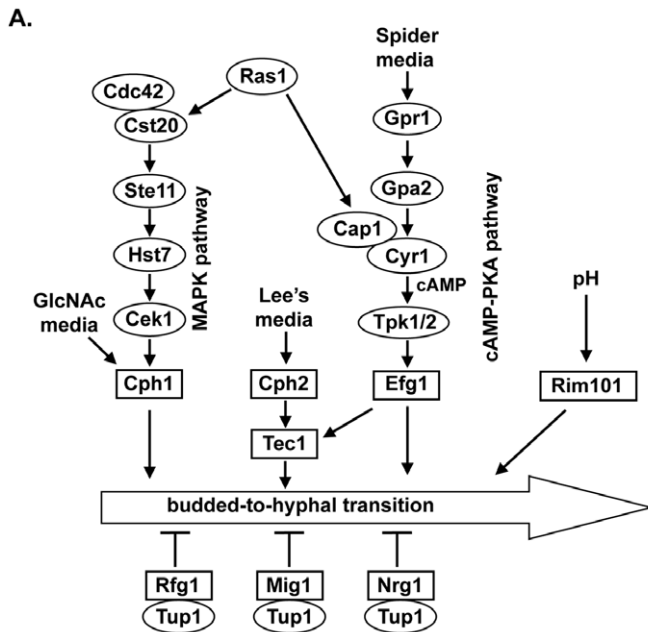 A.
Spider
media
Cdc42
Ras1
Cst20
Gpr1
Ste11
Gpa2
Cap1
Hst7
Cyr1
MAPK pathway
cAMP-PKA pathway
cAMP
GlcNAc
media
Lee's
media
pH
Cek1
Tpk1/2
Cph1
Cph2
Efg1
Rim101
Tec1
budded-to-hyphal transition
Rfg1
Mig1
Nrg1
Tup1
Tup1
Tup1